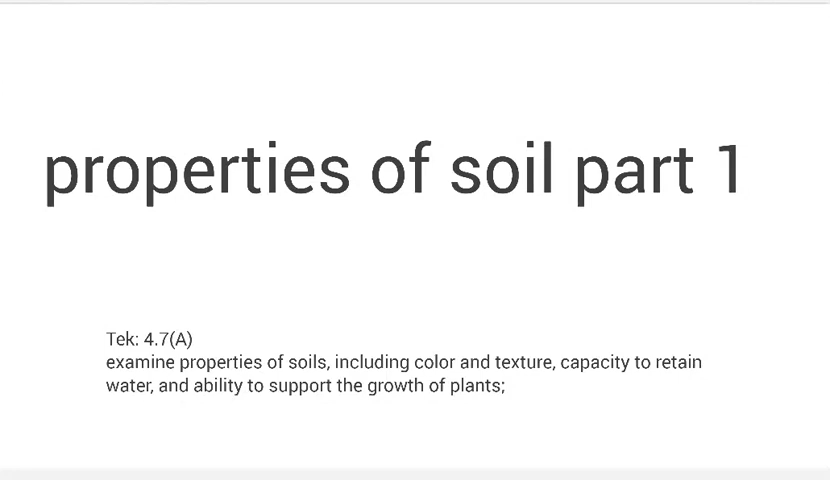 properties of soil part 1
Tek: 4.7(A)
examine properties of soils, including color and texture, capacity to retain
water, and ability to support the growth of plants;